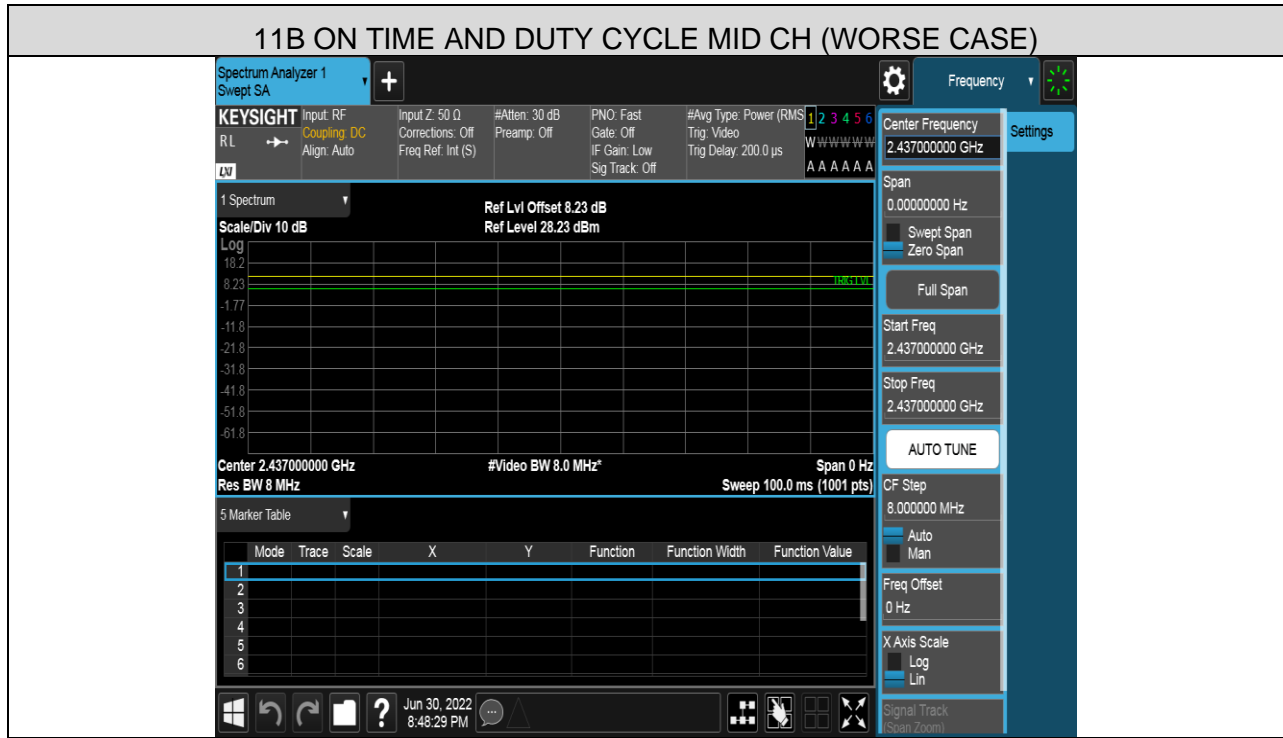 11B ON TIME AND DUTY CYCLE MID CH (WORSE CASE)
Spectrum Analyzer 1
Swept SA
+
Frequency
KEYSIGHT
RL
LXI
Input: RF
Coupling: DC
Align: Auto
Input Z: 50 Ω
Corrections: Off
Freq Ref: Int (S)
#Atten: 30 dB
Preamp: Off
PNO: Fast
Gate: Off
IF Gain: Low
Sig Track: Off
#Avg Type: Power (RMS
Trig: Video
Trig Delay: 200.0 µs
1 2 3 4 5 6
W W W W W W
A A A A A A
1 Spectrum
Scale/Div 10 dB
Ref Lvl Offset 8.23 dB
Ref Level 28.23 dBm
Log
18.2
8.23
TRIG LVL
-1.77
-11.8
-21.8
-31.8
-41.8
-51.8
-61.8
Center 2.437000000 GHz
#Video BW 8.0 MHz*
Span 0 Hz
Res BW 8 MHz
Sweep 100.0 ms (1001 pts)
5 Marker Table
Mode Trace Scale X Y Function Function Width Function Value
1
2
3
4
5
6
?
Jun 30, 2022
8:48:29 PM
Center Frequency
2.437000000 GHz
Settings
Span
0.00000000 Hz
Swept Span
Zero Span
Full Span
Start Freq
2.437000000 GHz
Stop Freq
2.437000000 GHz
AUTO TUNE
CF Step
8.000000 MHz
Auto
Man
Freq Offset
0 Hz
X Axis Scale
Log
Lin
Signal Track
(Span Zoom)